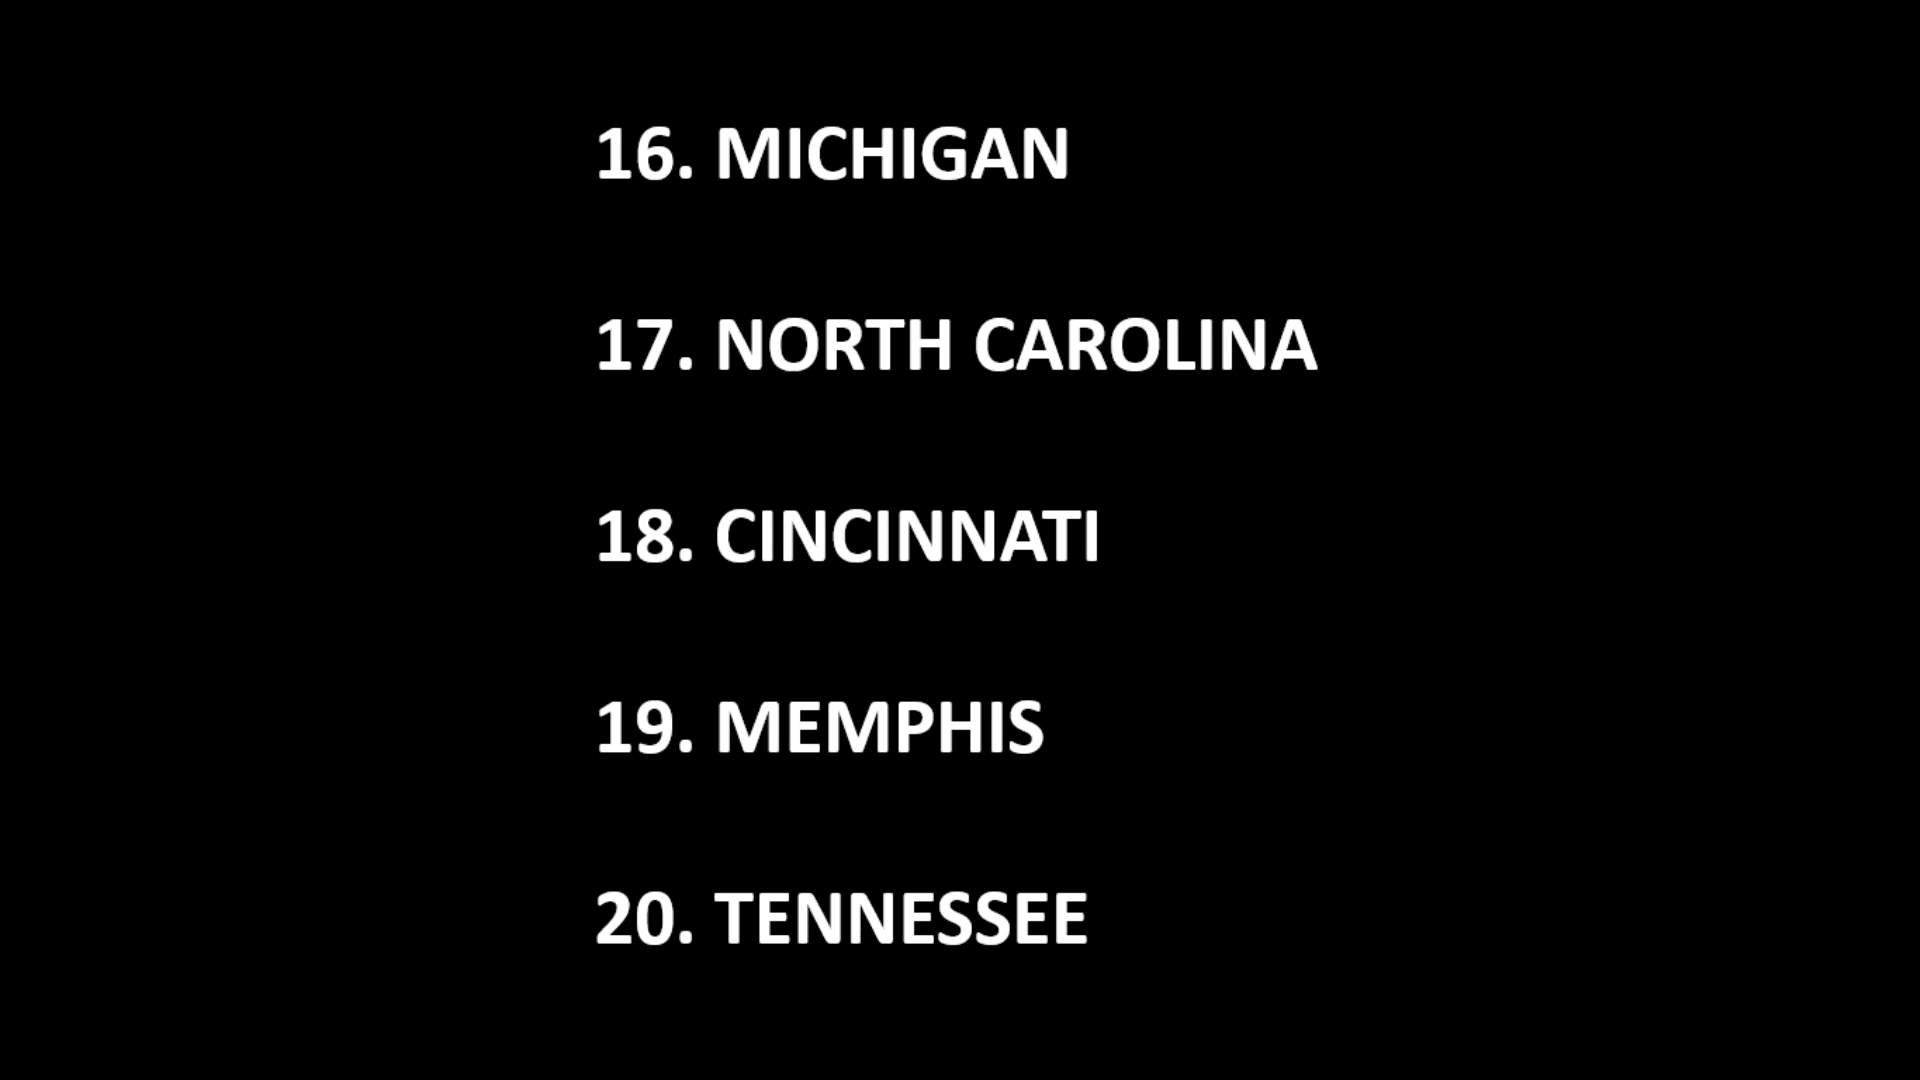 16. MICHIGAN
17. NORTH CAROLINA
18. CINCINNATI
19. MEMPHIS
20. TENNESSEE